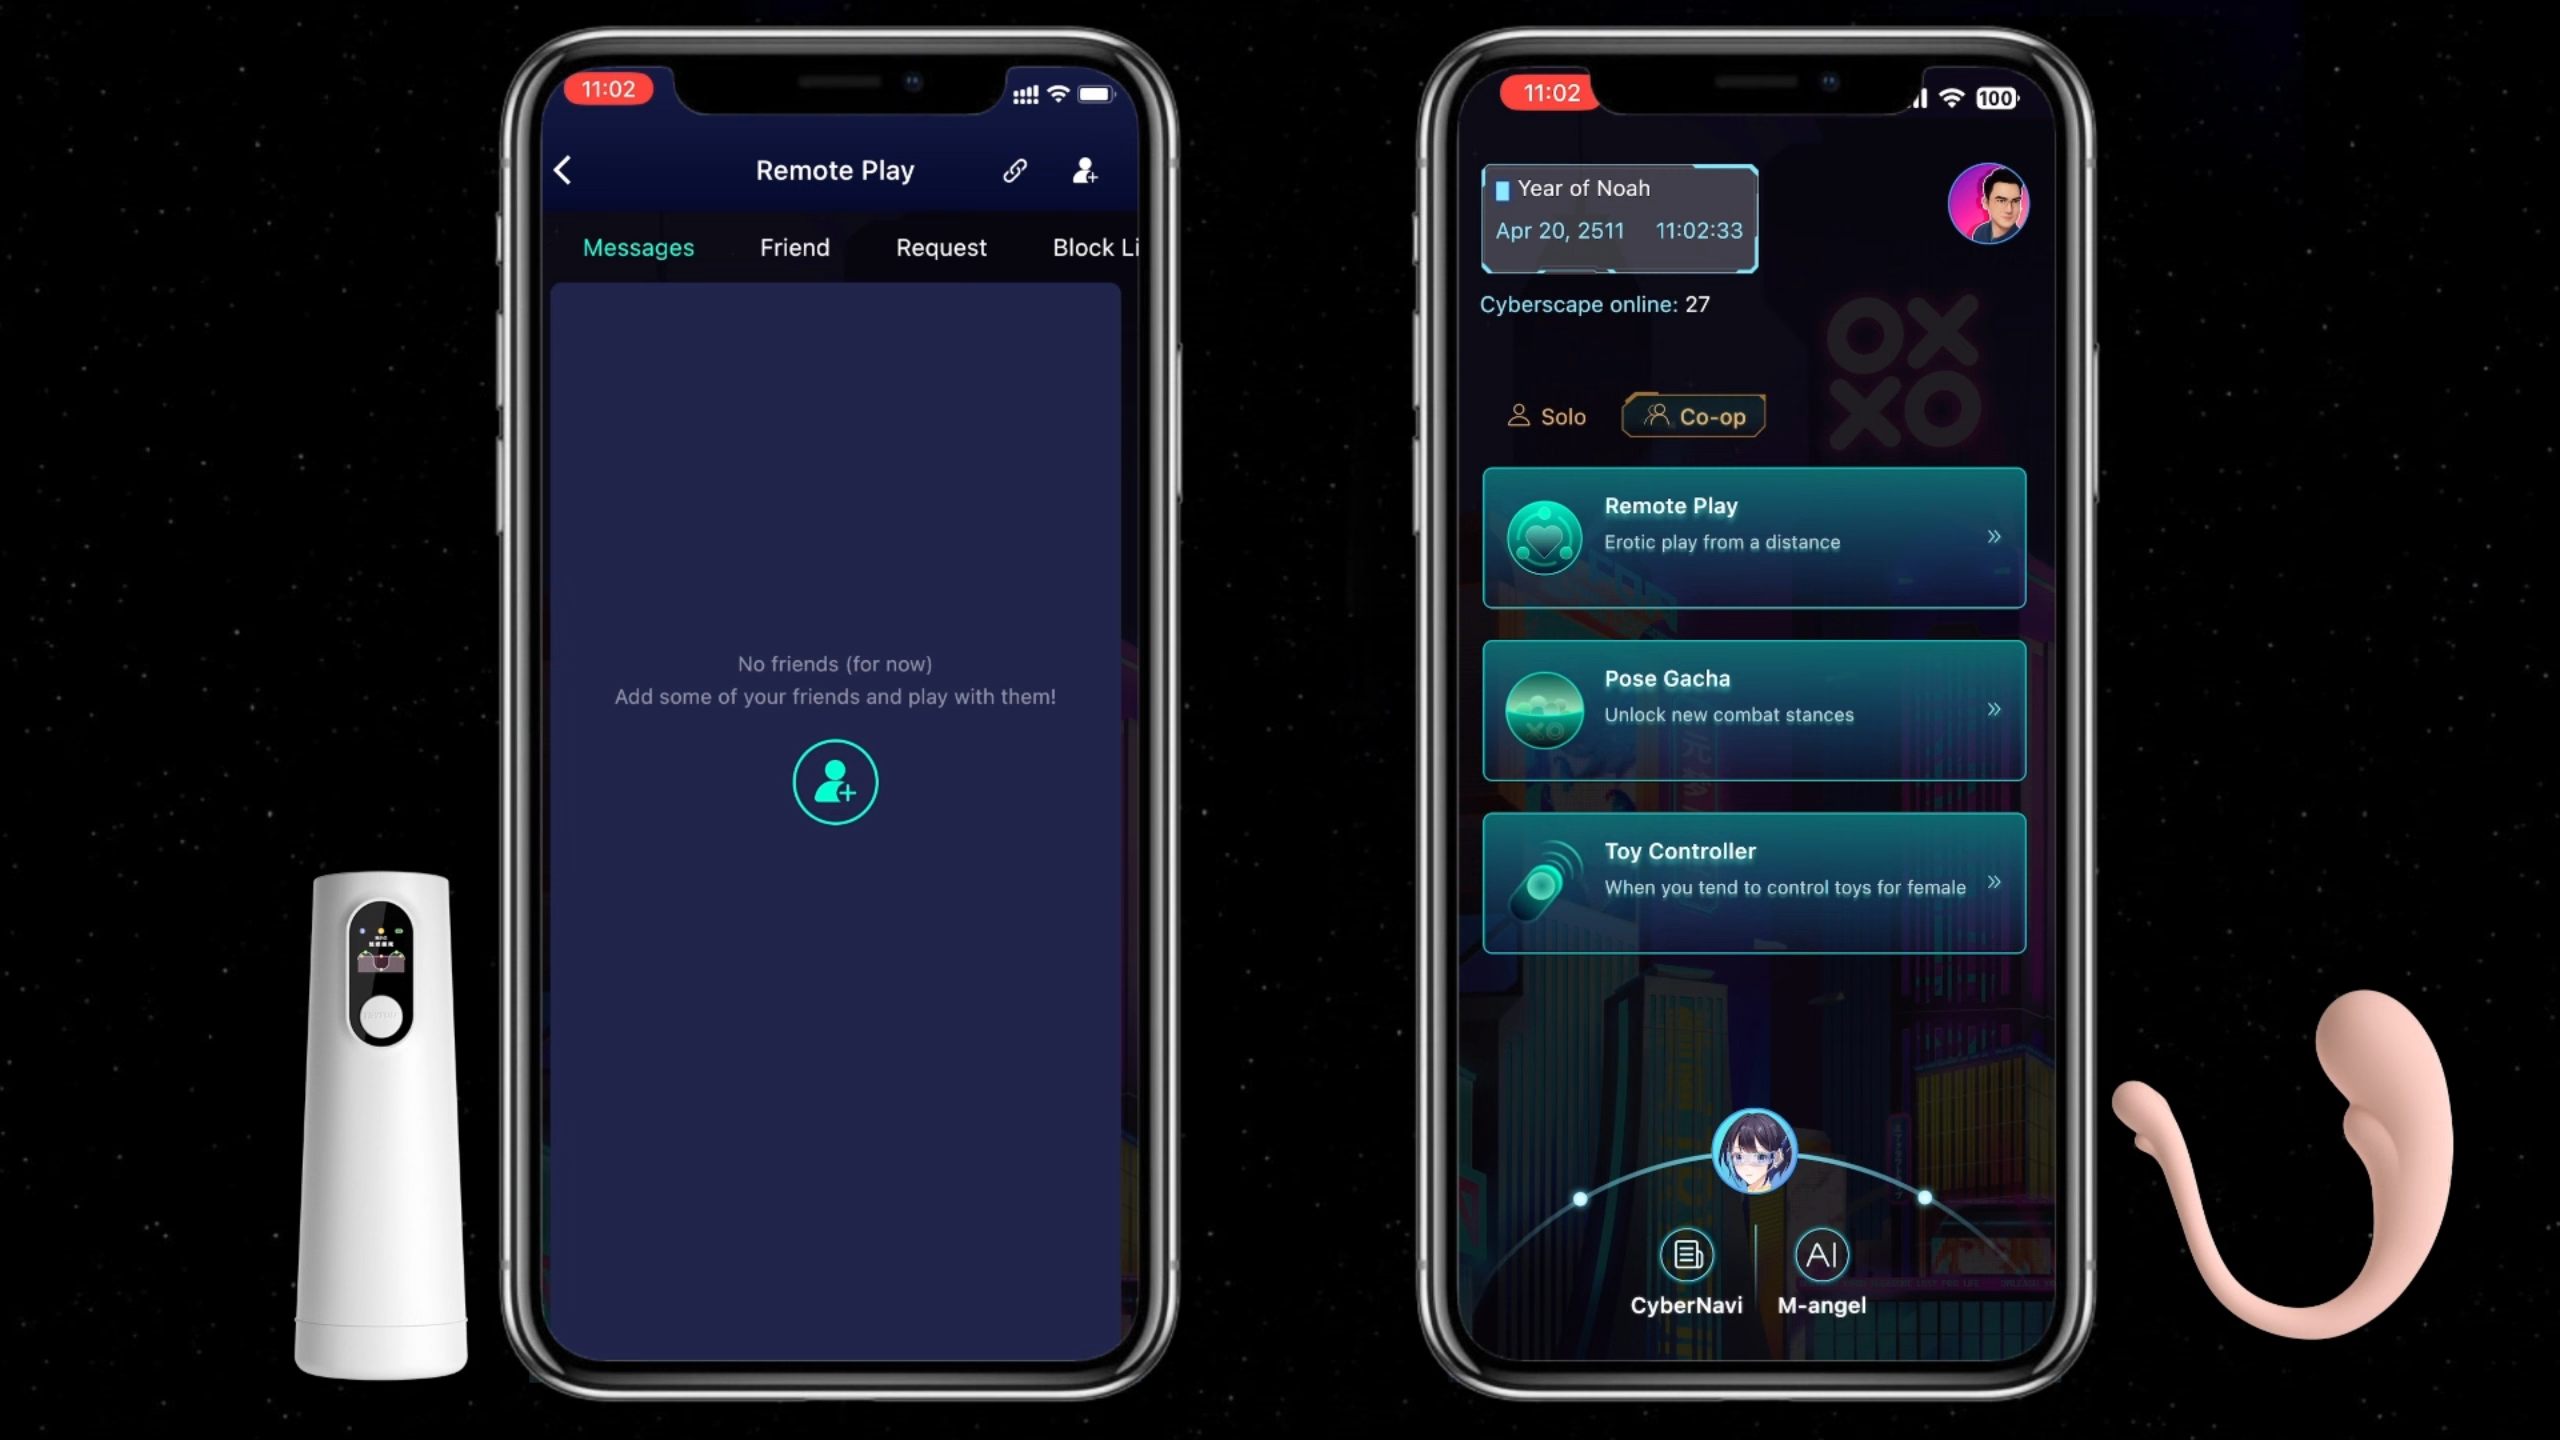 11:02
Remote Play
Messages
Friend
Request
Block Li
No friends (for now)
Add some of your friends and play with them!
11:02
100
Year of Noah
Apr 20, 2511
11:02:33
Cyberscape online: 27
OX
XO
Solo
Co-op
Remote Play
Erotic play from a distance
Pose Gacha
Unlock new combat stances
XO
Toy Controller
When you tend to control toys for female
AI
CyberNavi
M-angel